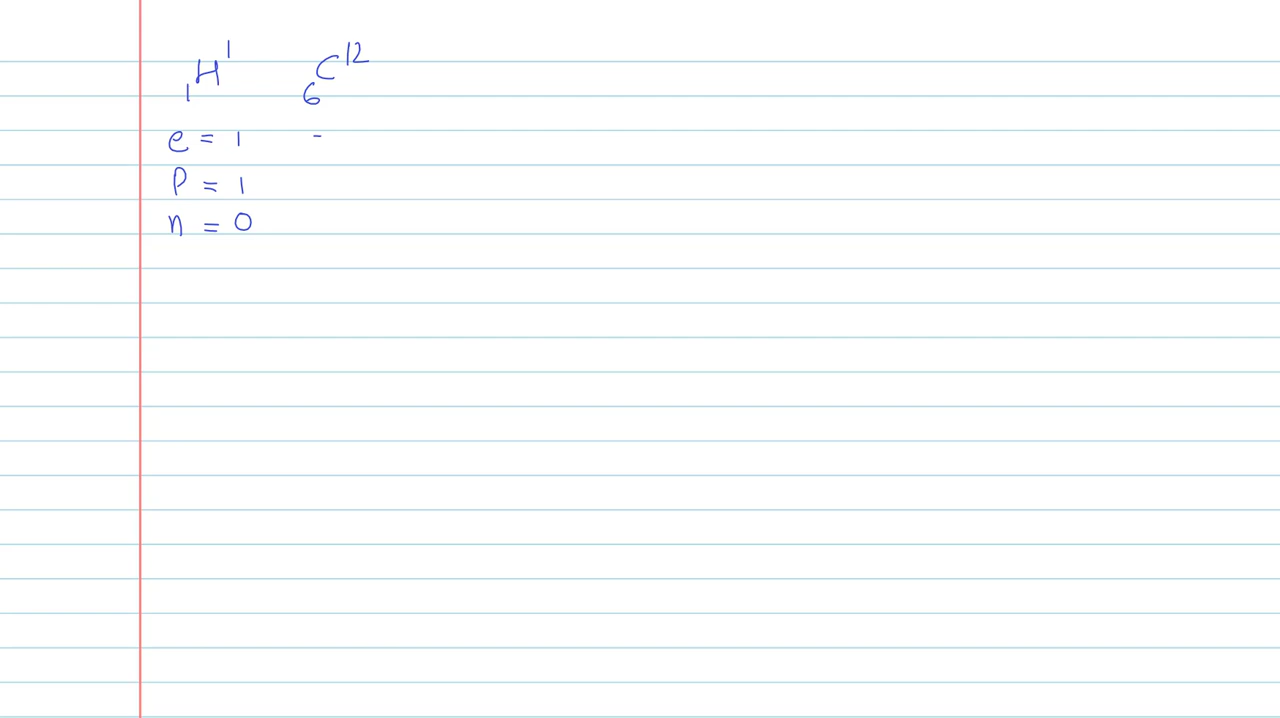 ₁H¹ ₆C¹²
e = 1 -
P = 1
n = 0